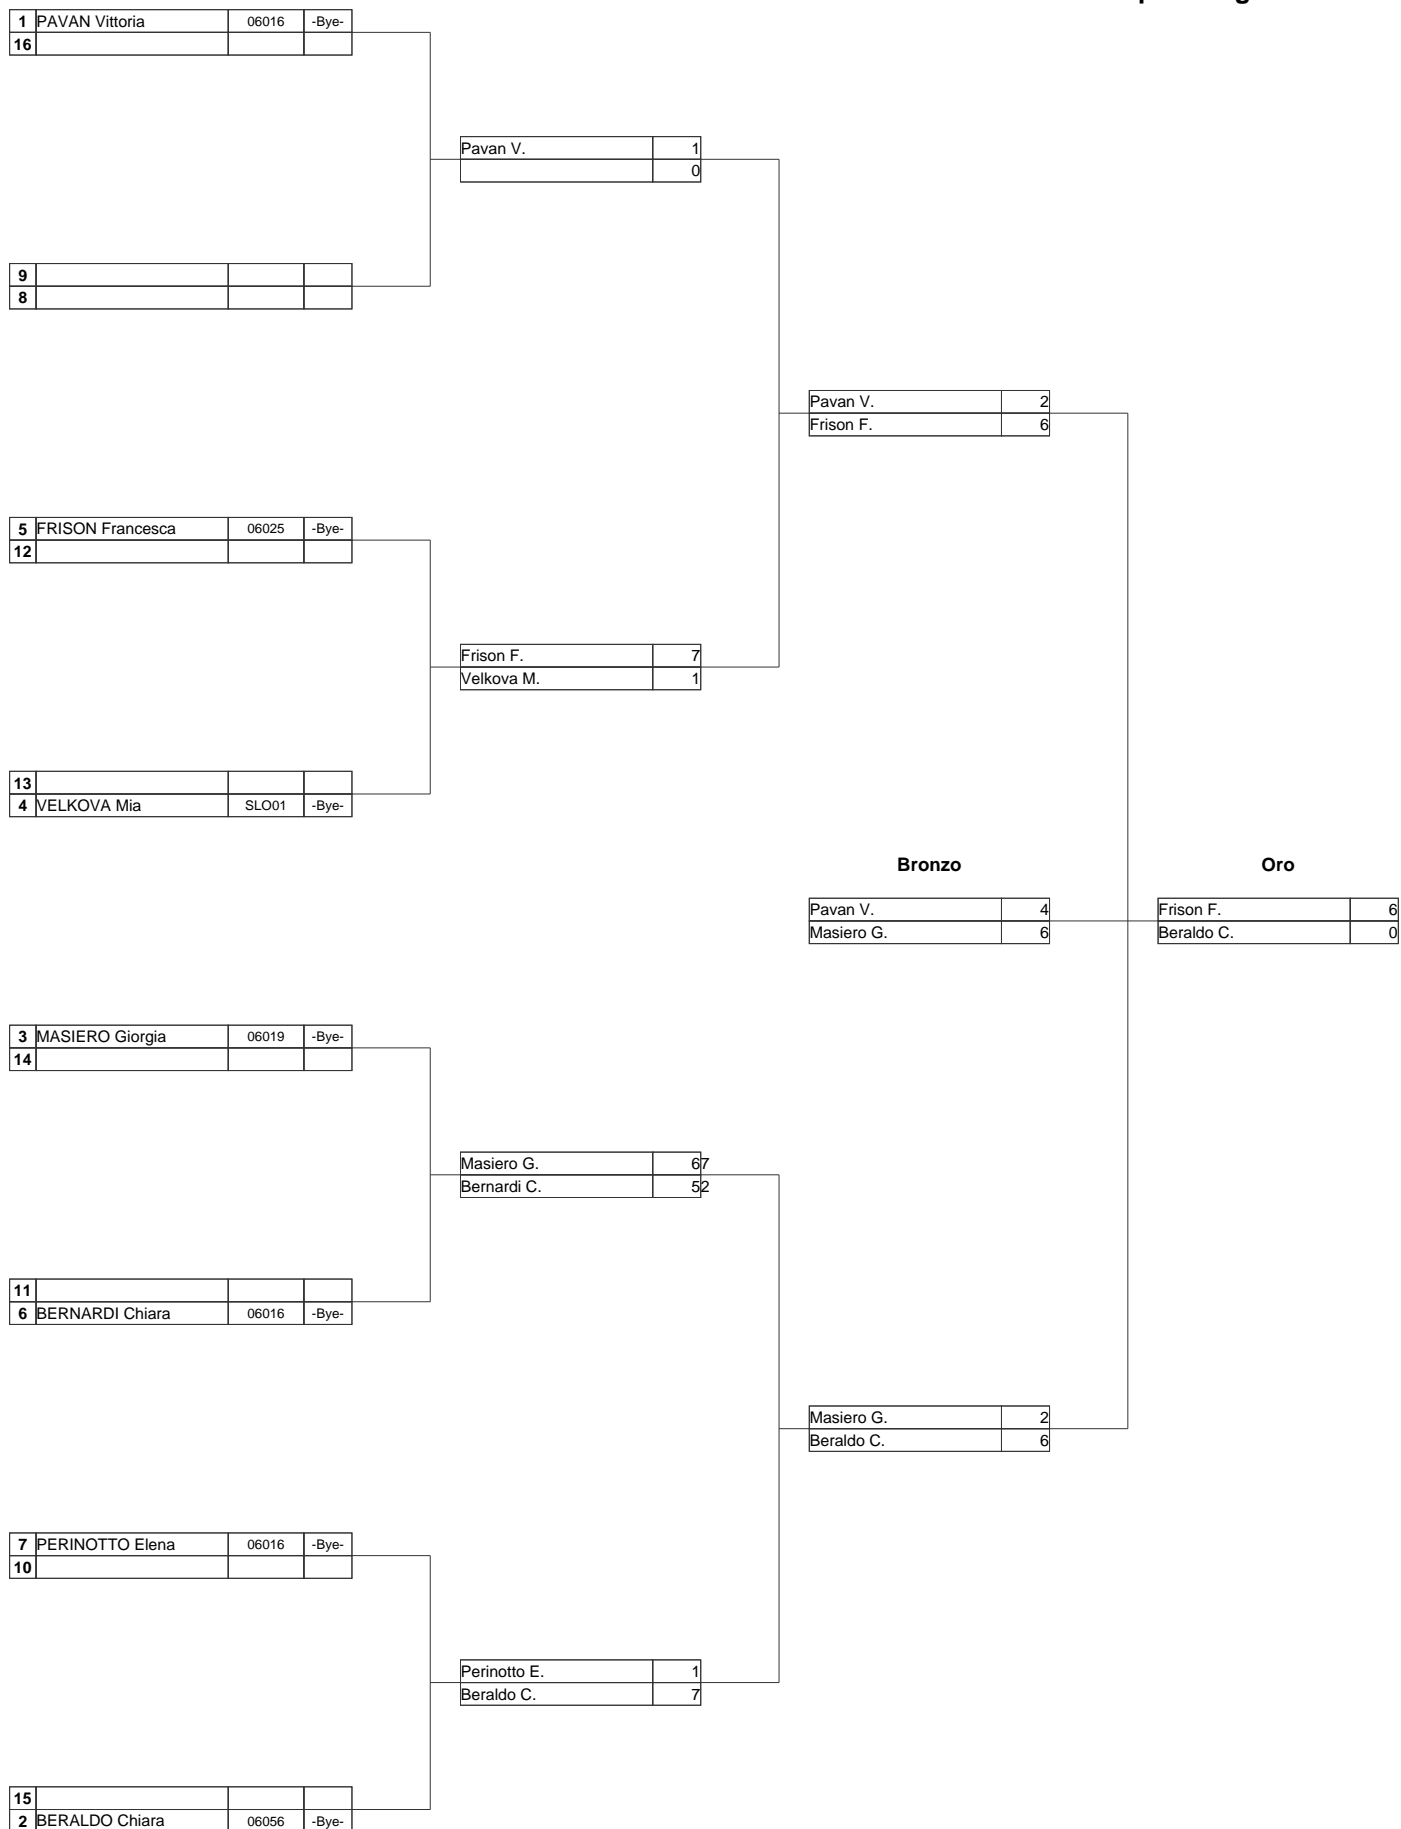 1 PAVAN Vittoria 06016 -Bye-
16
Pavan V. 1
0
9
8
Pavan V. 2
Frison F. 6
5 FRISON Francesca 06025 -Bye-
12
Frison F. 7
Velkova M. 1
13
4 VELKOVA Mia SLO01 -Bye-
Bronzo Oro
Pavan V. 4 Frison F. 6
Masiero G. 6 Beraldo C. 0
3 MASIERO Giorgia 06019 -Bye-
14
Masiero G. 67
Bernardi C. 52
11
6 BERNARDI Chiara 06016 -Bye-
Masiero G. 2
Beraldo C. 6
7 PERINOTTO Elena 06016 -Bye-
10
Perinotto E. 1
Beraldo C. 7
15
2 BERALDO Chiara 06056 -Bye-